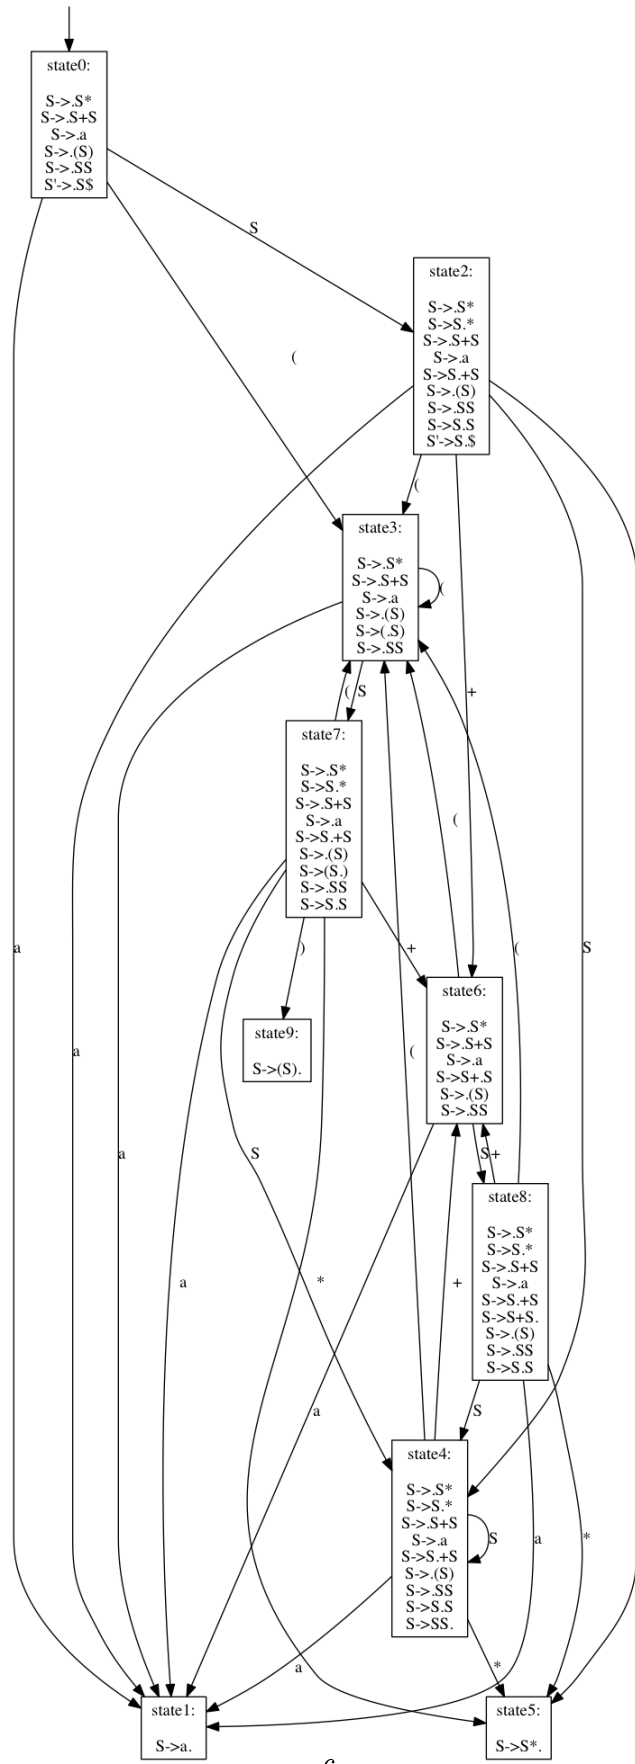 state0:
S->.S*
S->.S+S
S->.a
S->.(S)
S->.SS
S'->.S$
S
state2:
S->.S*
S->S.*
S->.S+S
S->.a
S->S.+S
S->.(S)
S->.SS
S->S.S
S'->S.$
(
(
state3:
S->.S*
S->.S+S
S->.a
S->.(S)
S->(.S)
S->.SS
(
( S
+
state7:
S->.S*
S->S.*
S->.S+S
S->.a
S->S.+S
S->.(S)
S->(S.)
S->.SS
S->S.S
(
a
)
+
(
S
state6:
S->.S*
S->.S+S
S->.a
S->S+.S
S->.(S)
S->.SS
state9:
S->(S).
a
(
a
S
S+
state8:
S->.S*
S->S.*
S->.S+S
S->.a
S->S.+S
S->S+S.
S->.(S)
S->.SS
S->S.S
a
*
+
a
S
state4:
S->.S*
S->S.*
S->.S+S
S->.a
S->S.+S
S->.(S)
S->.SS
S->S.S
S->SS.
S
a
*
a
*
state1:
S->a.
state5:
S->S*.